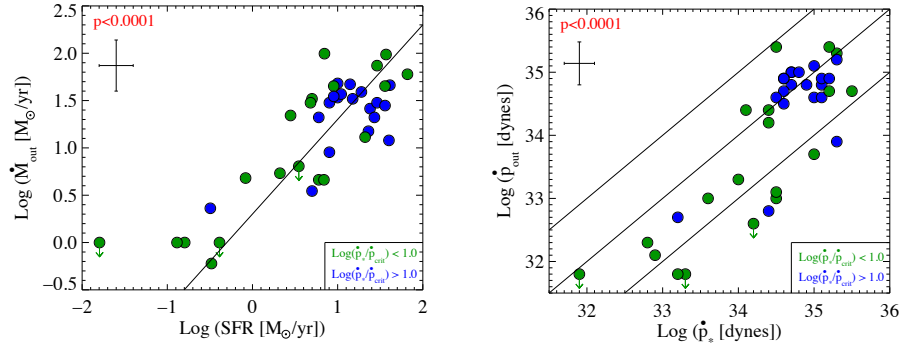 p<0.0001
Log (Ṁout [M⊙/yr])
2.5
2.0
1.5
1.0
0.5
0.0
−0.5
−2
−1
0
1
2
Log (SFR [M⊙/yr])
Log(ṗ*/ṗcrit) < 1.0
Log(ṗ*/ṗcrit) > 1.0
p<0.0001
Log (ṗout [dynes])
36
35
34
33
32
32
33
34
35
36
Log (ṗ* [dynes])
Log(ṗ*/ṗcrit) < 1.0
Log(ṗ*/ṗcrit) > 1.0